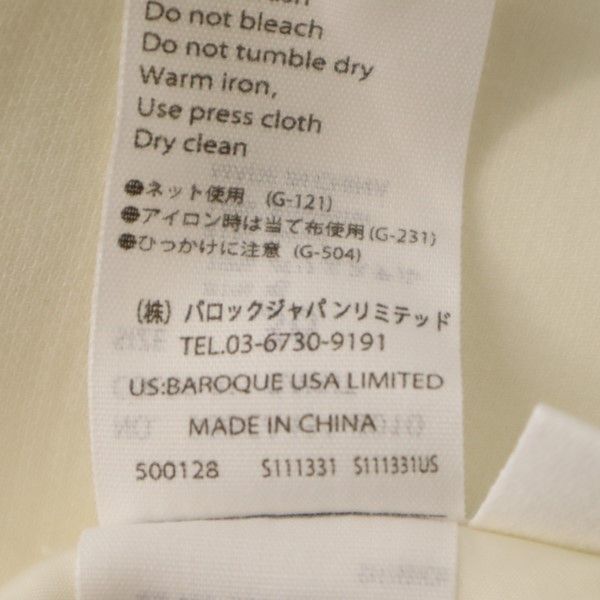 Do not bleach
Do not tumble dry
Warm iron,
Use press cloth
Dry clean
●ネット使用 (G-121)
●アイロン時は当て布使用(G-231)
●ひっかけに注意 (G-504)
(株) バロックジャパンリミテッド
TEL.03-6730-9191
US:BAROQUE USA LIMITED
MADE IN CHINA
500128 S111331 S111331US